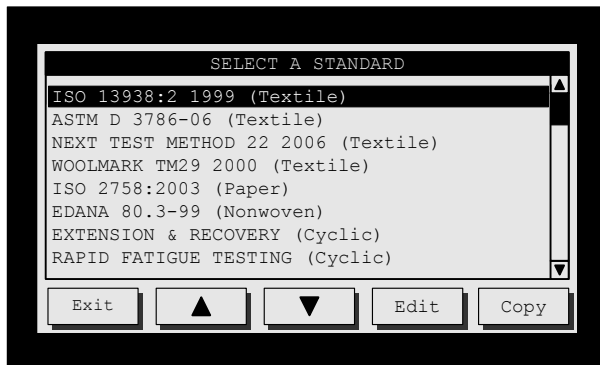 SELECT A STANDARD
ISO 13938:2 1999 (Textile)
ASTM D 3786-06 (Textile)
NEXT TEST METHOD 22 2006 (Textile)
WOOLMARK TM29 2000 (Textile)
ISO 2758:2003 (Paper)
EDANA 80.3-99 (Nonwoven)
EXTENSION & RECOVERY (Cyclic)
RAPID FATIGUE TESTING (Cyclic)
Exit ▲ ▼ Edit Copy